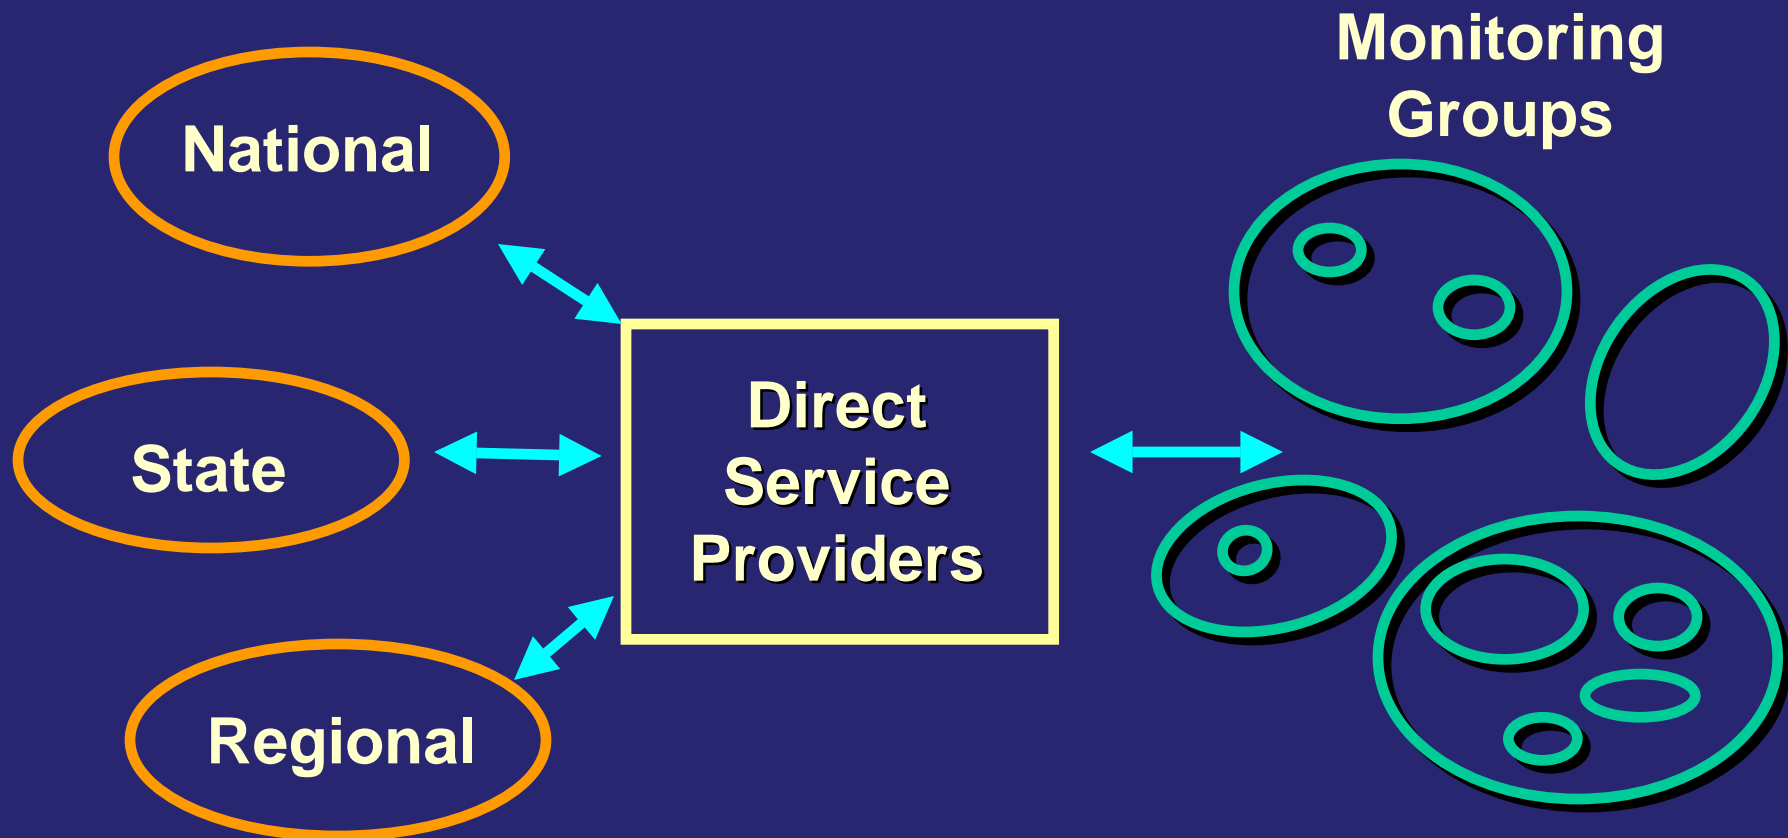 Monitoring
Groups
National
State
Regional
Direct
Service
Providers